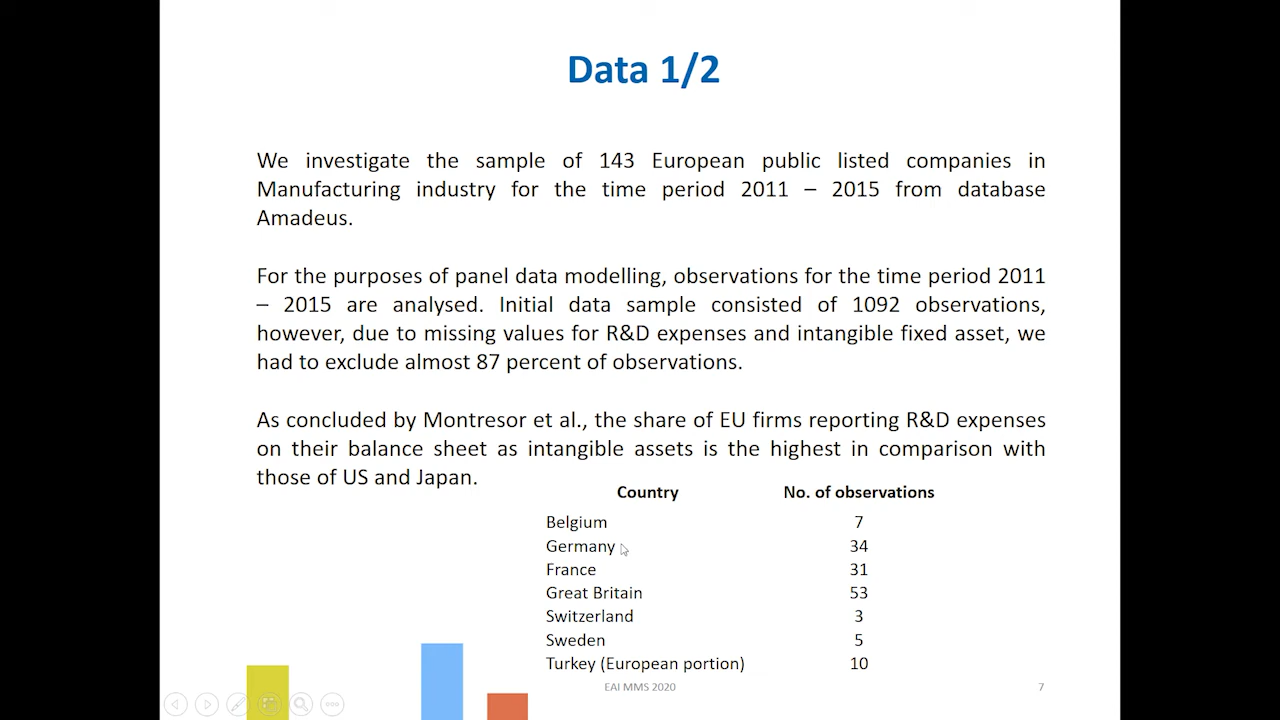 Data 1/2
We investigate the sample of 143 European public listed companies in
Manufacturing industry for the time period 2011 – 2015 from database
Amadeus.
For the purposes of panel data modelling, observations for the time period 2011
– 2015 are analysed. Initial data sample consisted of 1092 observations,
however, due to missing values for R&D expenses and intangible fixed asset, we
had to exclude almost 87 percent of observations.
As concluded by Montresor et al., the share of EU firms reporting R&D expenses
on their balance sheet as intangible assets is the highest in comparison with
those of US and Japan.
Country No. of observations
Belgium 7
Germany 34
France 31
Great Britain 53
Switzerland 3
Sweden 5
Turkey (European portion) 10
EAI MMS 2020 7